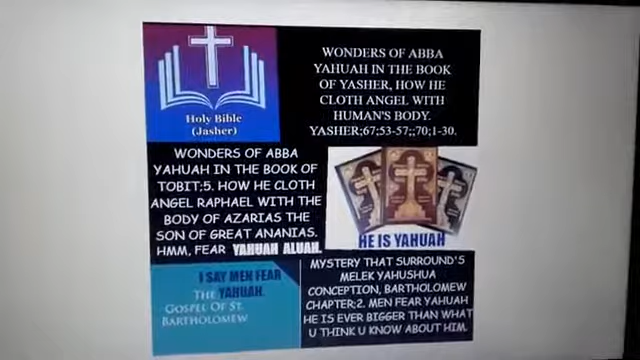 Holy Bible
(Jasher)
WONDERS OF ABBA
YAHUAH IN THE BOOK
OF YASHER, HOW HE
CLOTH ANGEL WITH
HUMAN'S BODY.
YASHER;67;53-57;;70;1-30.
WONDERS OF ABBA
YAHUAH IN THE BOOK OF
TOBIT;5. HOW HE CLOTH
ANGEL RAPHAEL WITH THE
BODY OF AZARIAS THE
SON OF GREAT ANANIAS.
HMM, FEAR YAHUAH ALUAH.
HE IS YAHUAH
I SAY MEN FEAR
YAHUAH.
THE
GOSPEL OF ST.
BARTHOLOMEW
MYSTERY THAT SURROUND'S
MELEK YAHUSHUA
CONCEPTION, BARTHOLOMEW
CHAPTER;2. MEN FEAR YAHUAH
HE IS EVER BIGGER THAN WHAT
U THINK U KNOW ABOUT HIM.